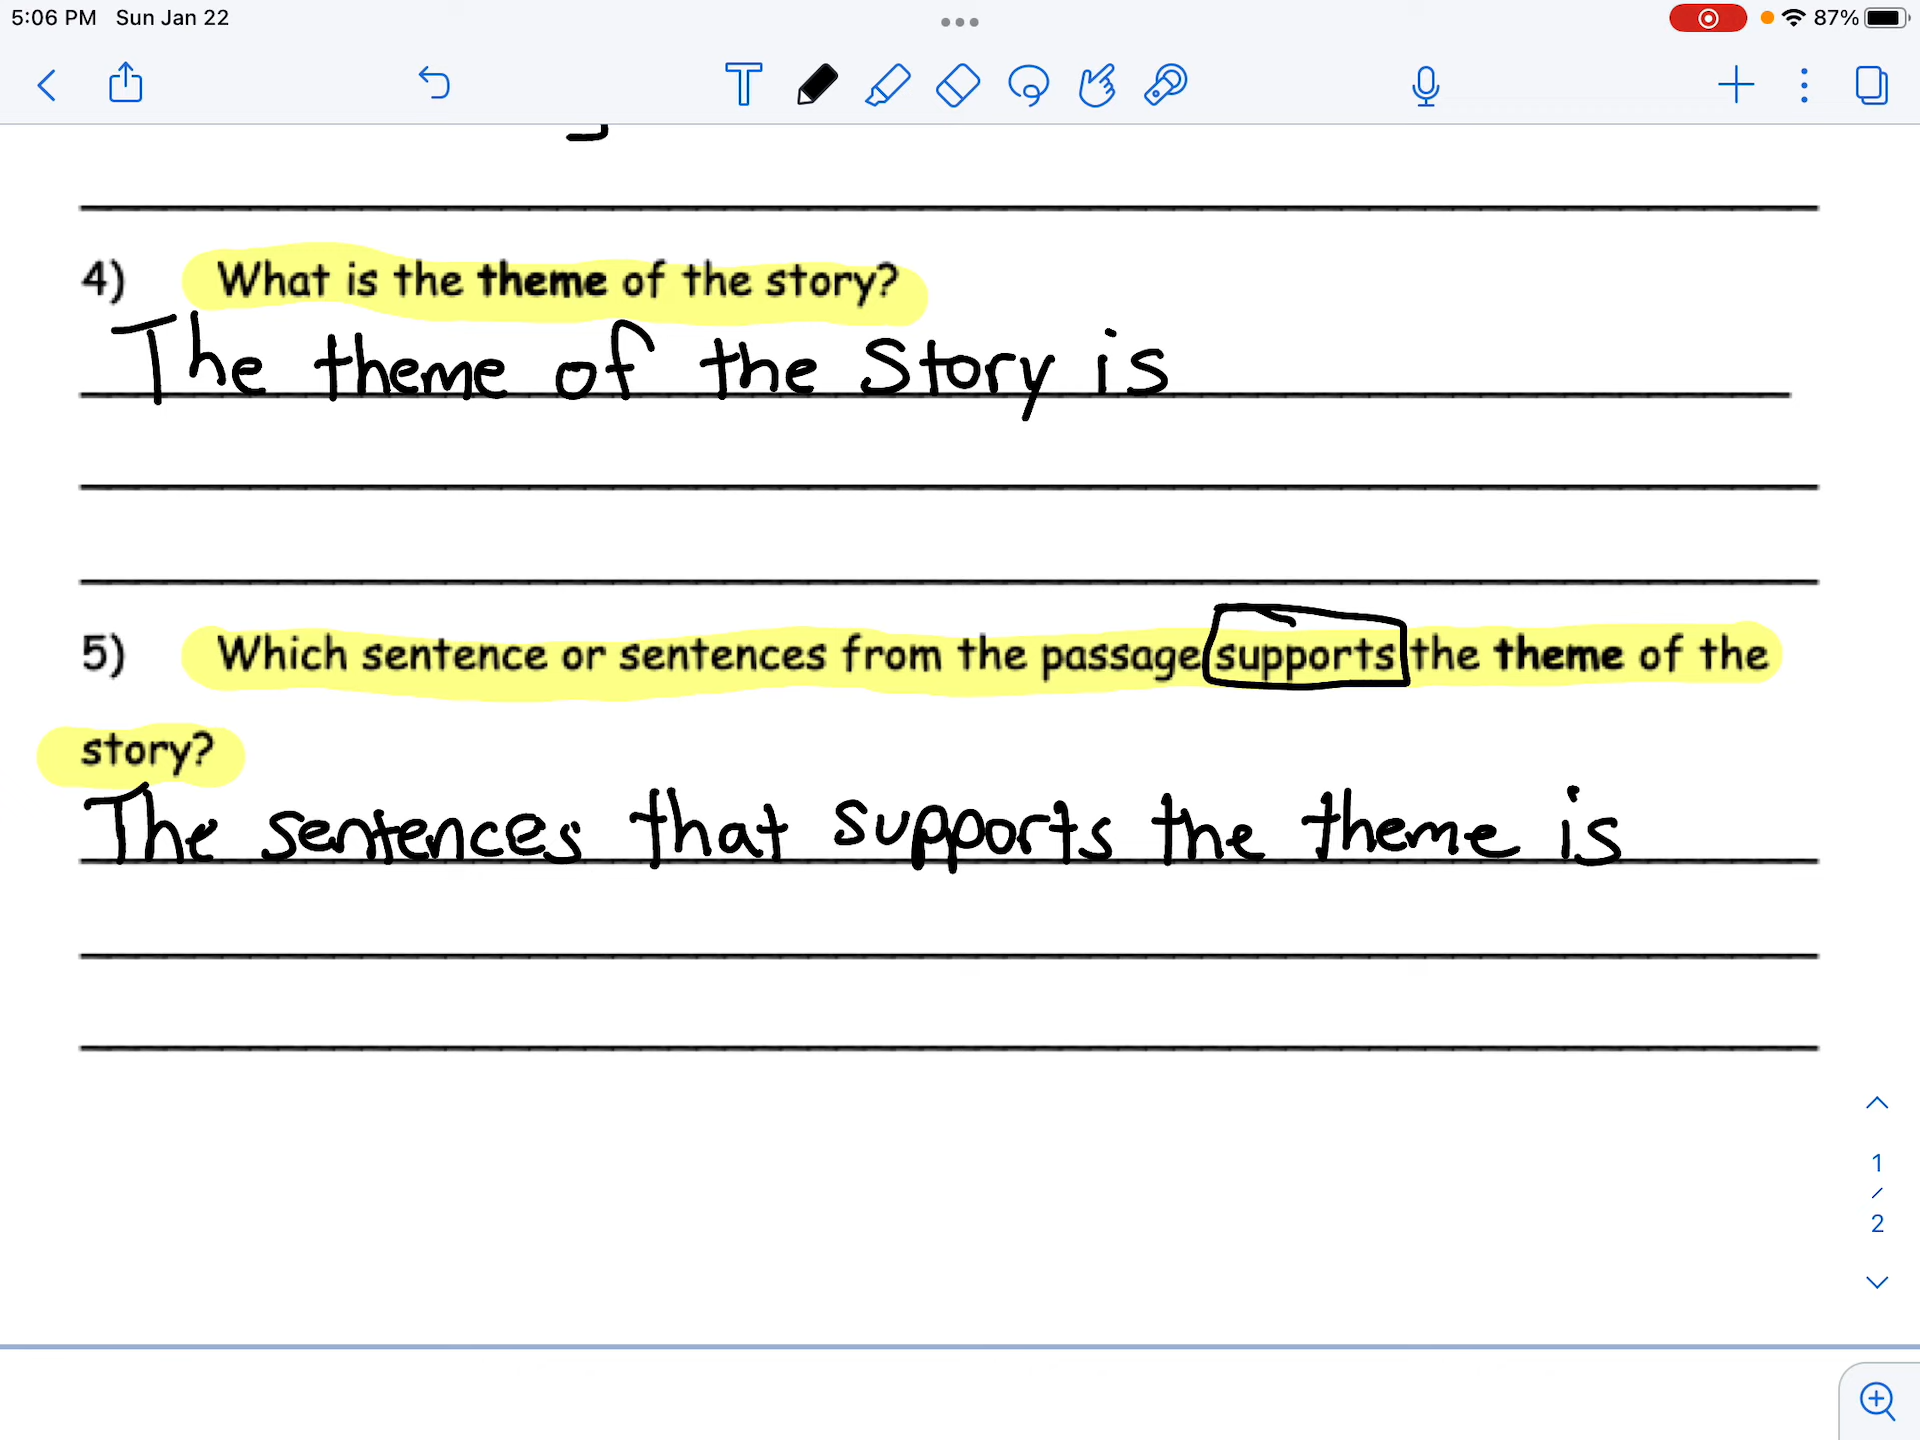 5:06 PM Sun Jan 22
87%
4) What is the theme of the story?
The theme of the Story is
5) Which sentence or sentences from the passage supports the theme of the
story?
The sentences that supports the theme is
1
/
2